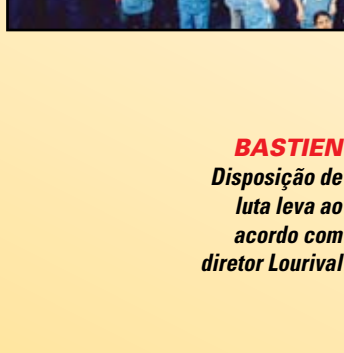 BASTIEN
Disposição de
luta leva ao
acordo com
diretor Lourival